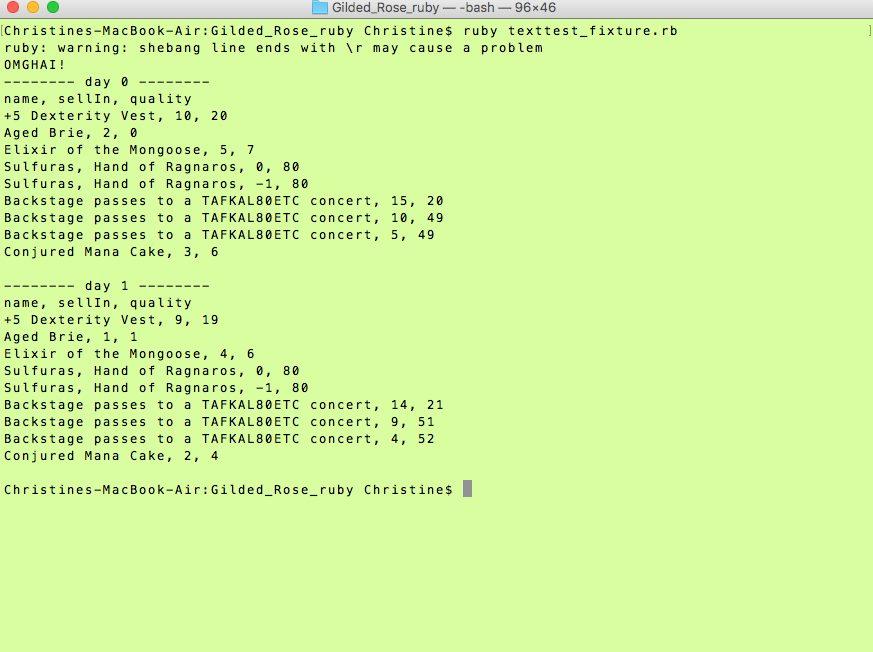 Gilded_Rose_ruby — -bash — 96×46
[Christines-MacBook-Air:Gilded_Rose_ruby Christine$ ruby texttest_fixture.rb ]
ruby: warning: shebang line ends with \r may cause a problem
OMGHAI!
-------- day 0 --------
name, sellIn, quality
+5 Dexterity Vest, 10, 20
Aged Brie, 2, 0
Elixir of the Mongoose, 5, 7
Sulfuras, Hand of Ragnaros, 0, 80
Sulfuras, Hand of Ragnaros, -1, 80
Backstage passes to a TAFKAL80ETC concert, 15, 20
Backstage passes to a TAFKAL80ETC concert, 10, 49
Backstage passes to a TAFKAL80ETC concert, 5, 49
Conjured Mana Cake, 3, 6
-------- day 1 --------
name, sellIn, quality
+5 Dexterity Vest, 9, 19
Aged Brie, 1, 1
Elixir of the Mongoose, 4, 6
Sulfuras, Hand of Ragnaros, 0, 80
Sulfuras, Hand of Ragnaros, -1, 80
Backstage passes to a TAFKAL80ETC concert, 14, 21
Backstage passes to a TAFKAL80ETC concert, 9, 51
Backstage passes to a TAFKAL80ETC concert, 4, 52
Conjured Mana Cake, 2, 4
Christines-MacBook-Air:Gilded_Rose_ruby Christine$